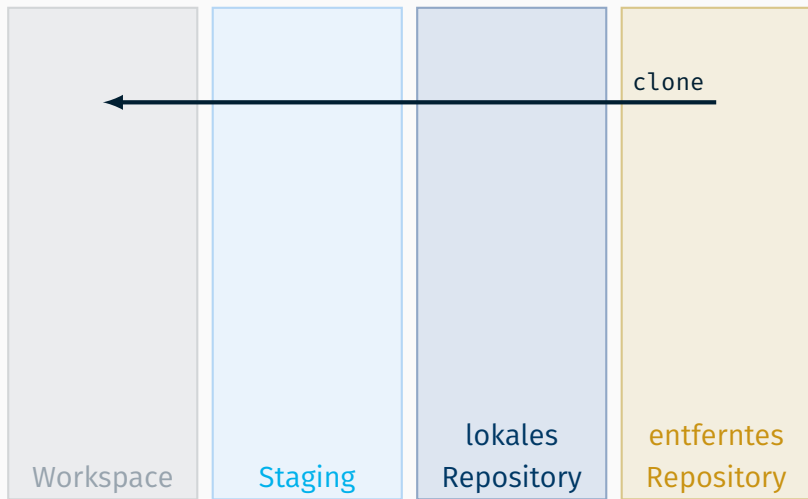 clone
Workspace
Staging
lokales
Repository
entferntes
Repository